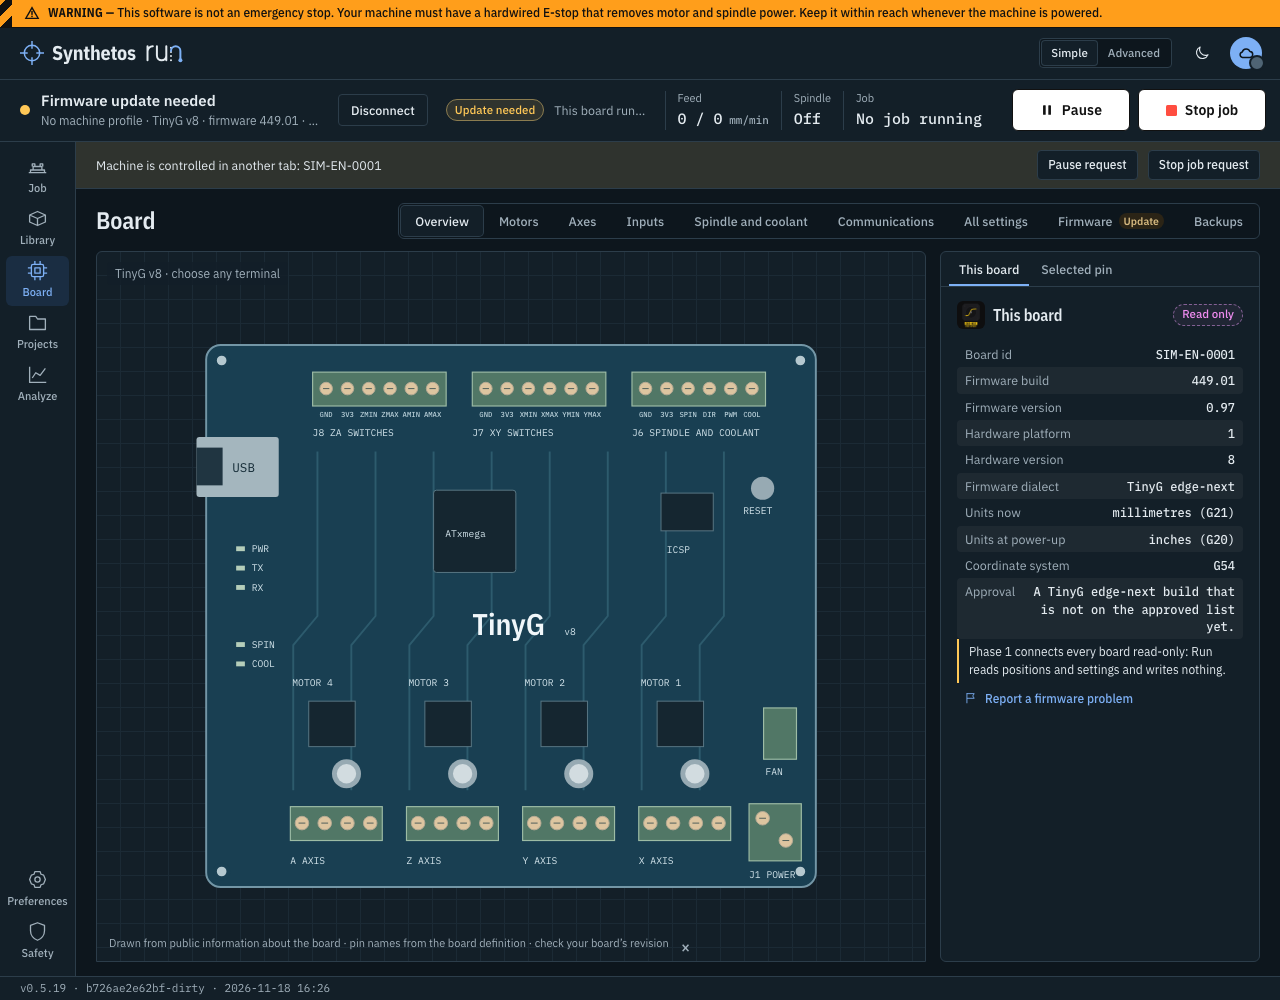 WARNING — This software is not an emergency stop. Your machine must have a hardwired E-stop that removes motor and spindle power. Keep it within reach whenever the machine is powered.
Synthetos run
Simple Advanced
Firmware update needed
No machine profile · TinyG v8 · firmware 449.01 · ...
Disconnect
Update needed
This board run...
Feed
0 / 0 mm/min
Spindle
Off
Job
No job running
Pause
Stop job
Machine is controlled in another tab: SIM-EN-0001
Pause request
Stop job request
Job
Library
Board
Projects
Analyze
Preferences
Safety
Board
Overview Motors Axes Inputs Spindle and coolant Communications All settings Firmware Update Backups
TinyG v8 · choose any terminal
GND 3V3 ZMIN ZMAX AMIN AMAX
J8 ZA SWITCHES
GND 3V3 XMIN XMAX YMIN YMAX
J7 XY SWITCHES
GND 3V3 SPIN DIR PWM COOL
J6 SPINDLE AND COOLANT
USB
RESET
ATxmega
ICSP
PWR
TX
RX
TinyG v8
SPIN
COOL
MOTOR 4
MOTOR 3
MOTOR 2
MOTOR 1
FAN
A AXIS
Z AXIS
Y AXIS
X AXIS
J1 POWER
Drawn from public information about the board · pin names from the board definition · check your board's revision ×
This board Selected pin
This board
Read only
Board id SIM-EN-0001
Firmware build 449.01
Firmware version 0.97
Hardware platform 1
Hardware version 8
Firmware dialect TinyG edge-next
Units now millimetres (G21)
Units at power-up inches (G20)
Coordinate system G54
Approval A TinyG edge-next build that
is not on the approved list
yet.
Phase 1 connects every board read-only: Run
reads positions and settings and writes nothing.
Report a firmware problem
v0.5.19 · b726ae2e62bf-dirty · 2026-11-18 16:26